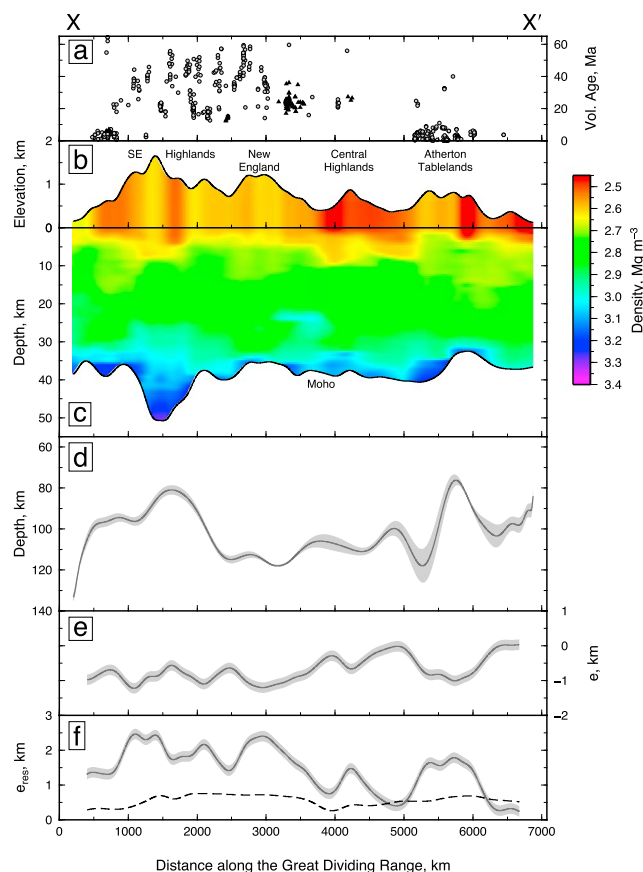 X X′
a
60
40
20
0
Vol. Age, Ma
b
2
1
0
Elevation, km
SE Highlands New England Central Highlands Atherton Tablelands
c
10
20
30
40
50
Depth, km
Moho
2.5
2.6
2.7
2.8
2.9
3.0
3.1
3.2
3.3
3.4
Density, Mg m⁻³
d
60
80
100
120
140
Depth, km
e
1
0
−1
−2
e, km
f
3
2
1
0
e_res, km
0 1000 2000 3000 4000 5000 6000 7000
Distance along the Great Dividing Range, km